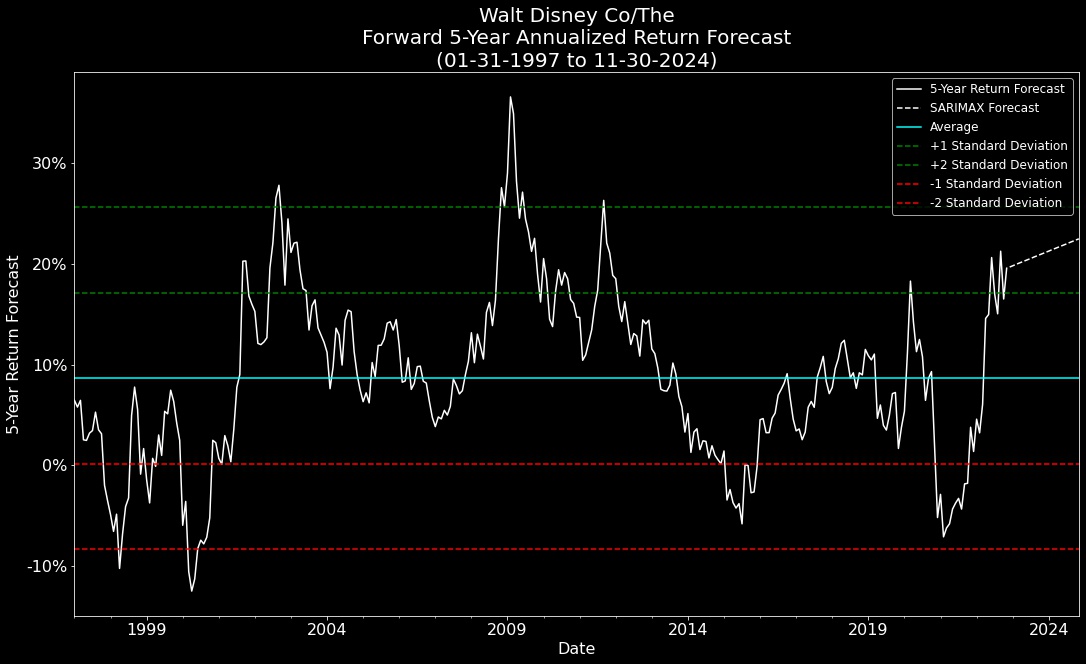 Walt Disney Co/The
Forward 5-Year Annualized Return Forecast
(01-31-1997 to 11-30-2024)
5-Year Return Forecast
SARIMAX Forecast
Average
+1 Standard Deviation
+2 Standard Deviation
-1 Standard Deviation
-2 Standard Deviation
5-Year Return Forecast
30%
20%
10%
0%
-10%
1999 2004 2009 2014 2019 2024
Date